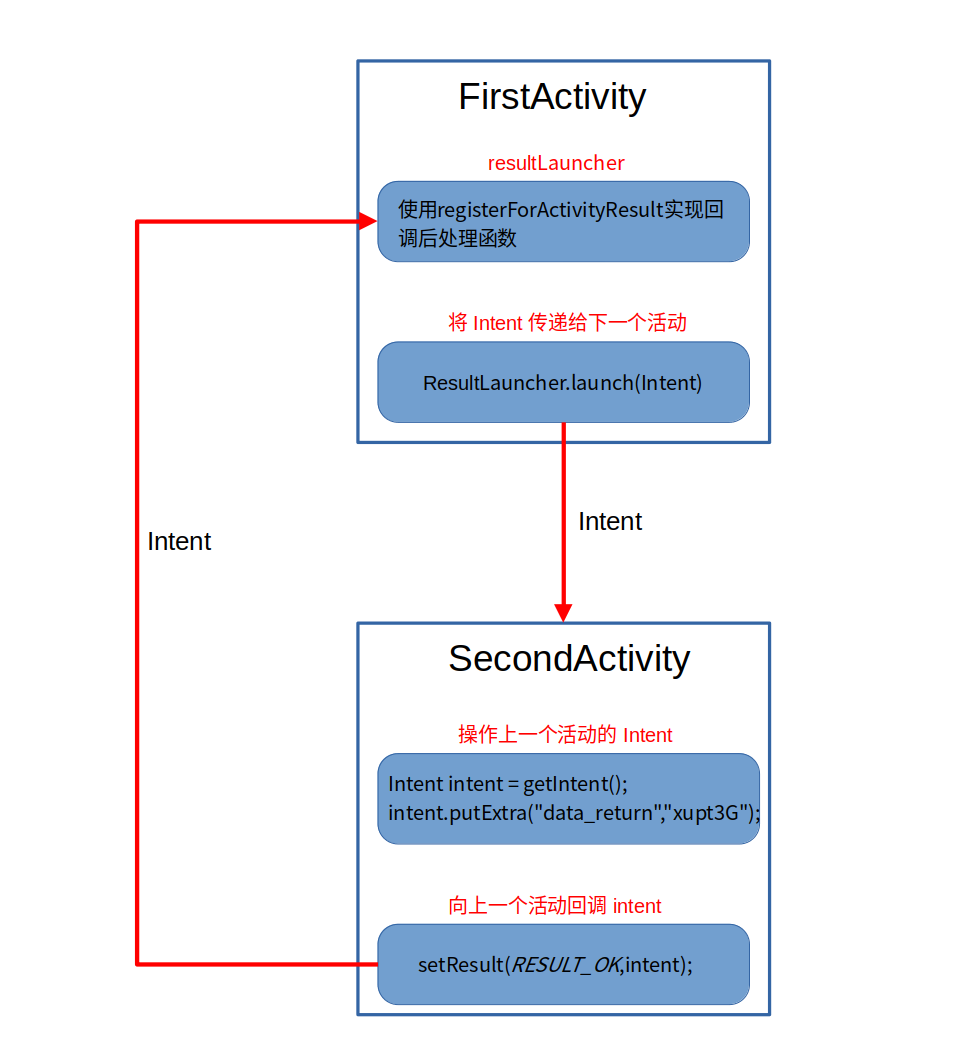 FirstActivity
resultLauncher
使用registerForActivityResult实现回
调后处理函数
将 Intent 传递给下一个活动
ResultLauncher.launch(Intent)
Intent
Intent
SecondActivity
操作上一个活动的 Intent
Intent intent = getIntent();
intent.putExtra("data_return","xupt3G");
向上一个活动回调 intent
setResult(RESULT_OK,intent);